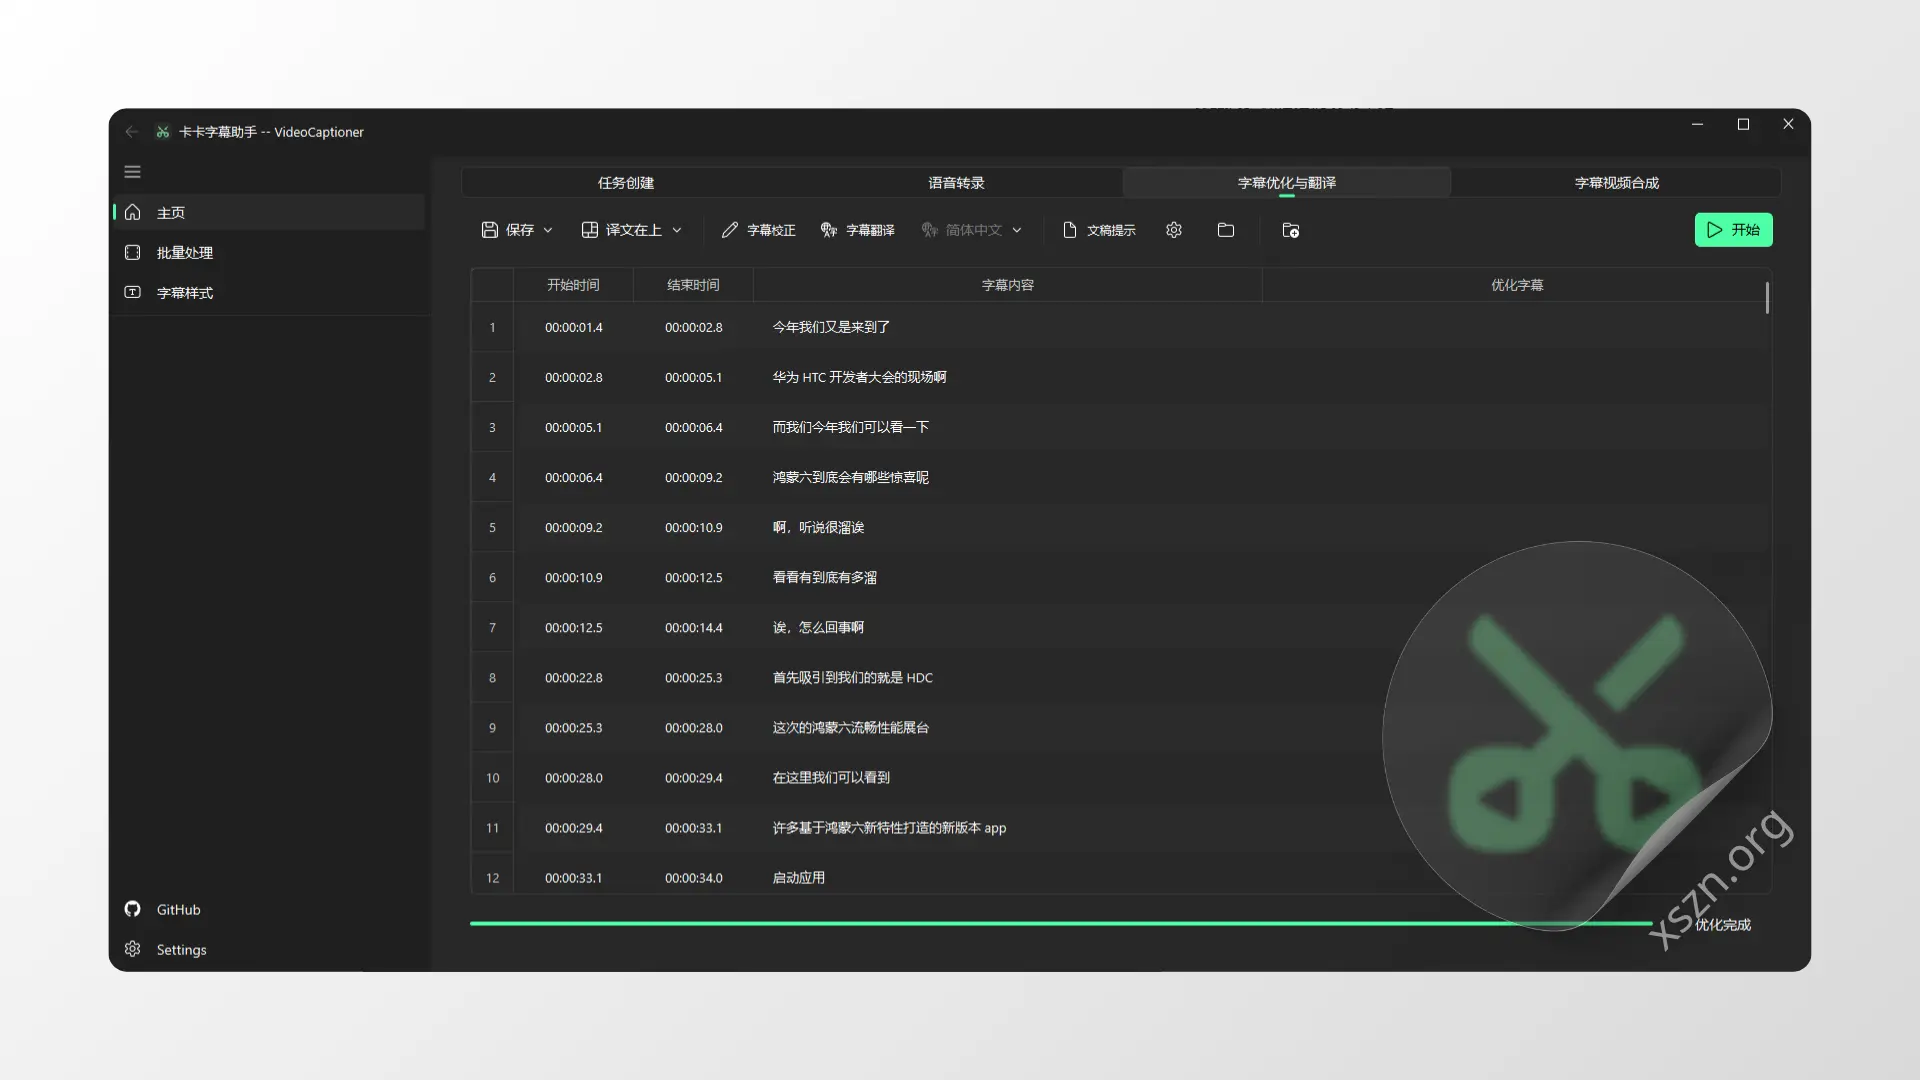 卡卡字幕助手 -- VideoCaptioner
主页
批量处理
字幕样式
GitHub
Settings
任务创建 语音转录 字幕优化与翻译 字幕视频合成
保存 译文在上 字幕校正 字幕翻译 简体中文 文稿提示 开始
开始时间 结束时间 字幕内容 优化字幕
1 00:00:01.4 00:00:02.8 今年我们又是来到了
2 00:00:02.8 00:00:05.1 华为 HTC 开发者大会的现场啊
3 00:00:05.1 00:00:06.4 而我们今年我们可以看一下
4 00:00:06.4 00:00:09.2 鸿蒙六到底会有哪些惊喜呢
5 00:00:09.2 00:00:10.9 啊，听说很溜诶
6 00:00:10.9 00:00:12.5 看看有到底有多溜
7 00:00:12.5 00:00:14.4 诶，怎么回事啊
8 00:00:22.8 00:00:25.3 首先吸引到我们的就是 HDC
9 00:00:25.3 00:00:28.0 这次的鸿蒙六流畅性能展台
10 00:00:28.0 00:00:29.4 在这里我们可以看到
11 00:00:29.4 00:00:33.1 许多基于鸿蒙六新特性打造的新版本 app
12 00:00:33.1 00:00:34.0 启动应用
优化完成
xszn.org